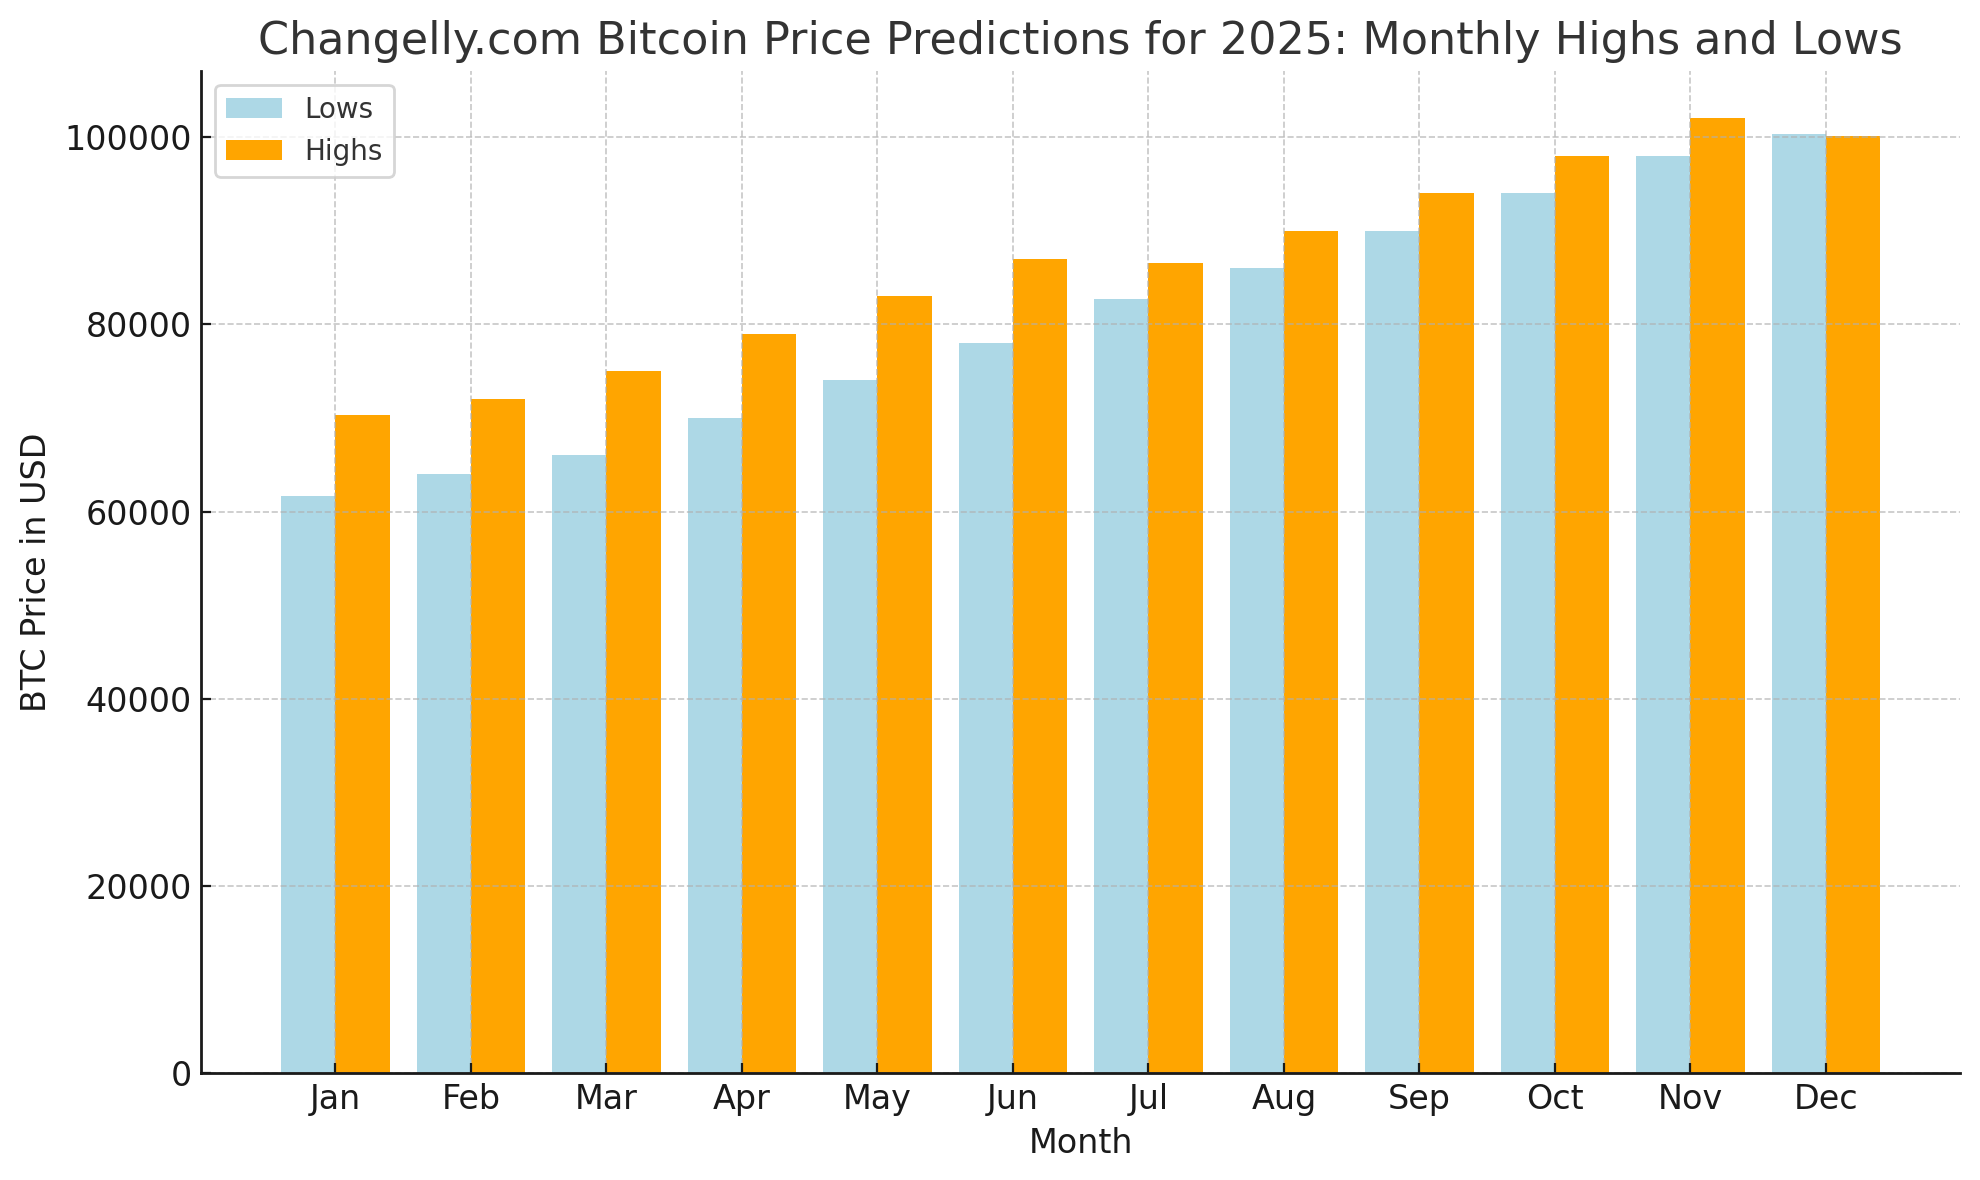 Changelly.com Bitcoin Price Predictions for 2025: Monthly Highs and Lows
Lows
Highs
100000
80000
60000
40000
20000
0
BTC Price in USD
Jan Feb Mar Apr May Jun Jul Aug Sep Oct Nov Dec
Month